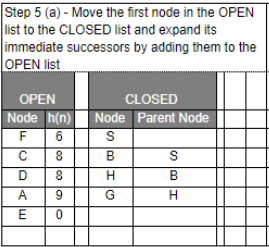 Step 5 (a) - Move the parent node in the OPEN
list to the CLOSED list and expand its
immediate successors by adding them to the
OPEN list
OPEN CLOSED
Node h(n) Node Parent Node
F 6 S
C 8 B S
D 8 H B
A 9 G H
E 0